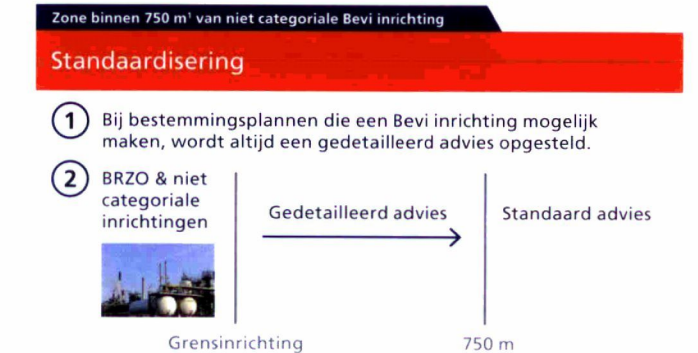 Zone binnen 750 m¹ van niet categoriale Bevi inrichting
Standaardisering
1 Bij bestemmingsplannen die een Bevi inrichting mogelijk
maken, wordt altijd een gedetailleerd advies opgesteld.
2 BRZO & niet
categoriale
inrichtingen
Gedetailleerd advies
Standaard advies
Grensinrichting
750 m